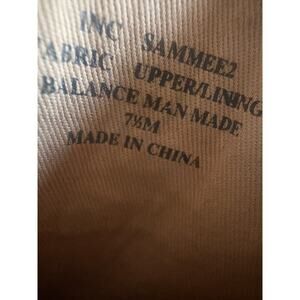 INC SAMMEE2
FABRIC UPPER/LINING
BALANCE MAN MADE
7½M
MADE IN CHINA